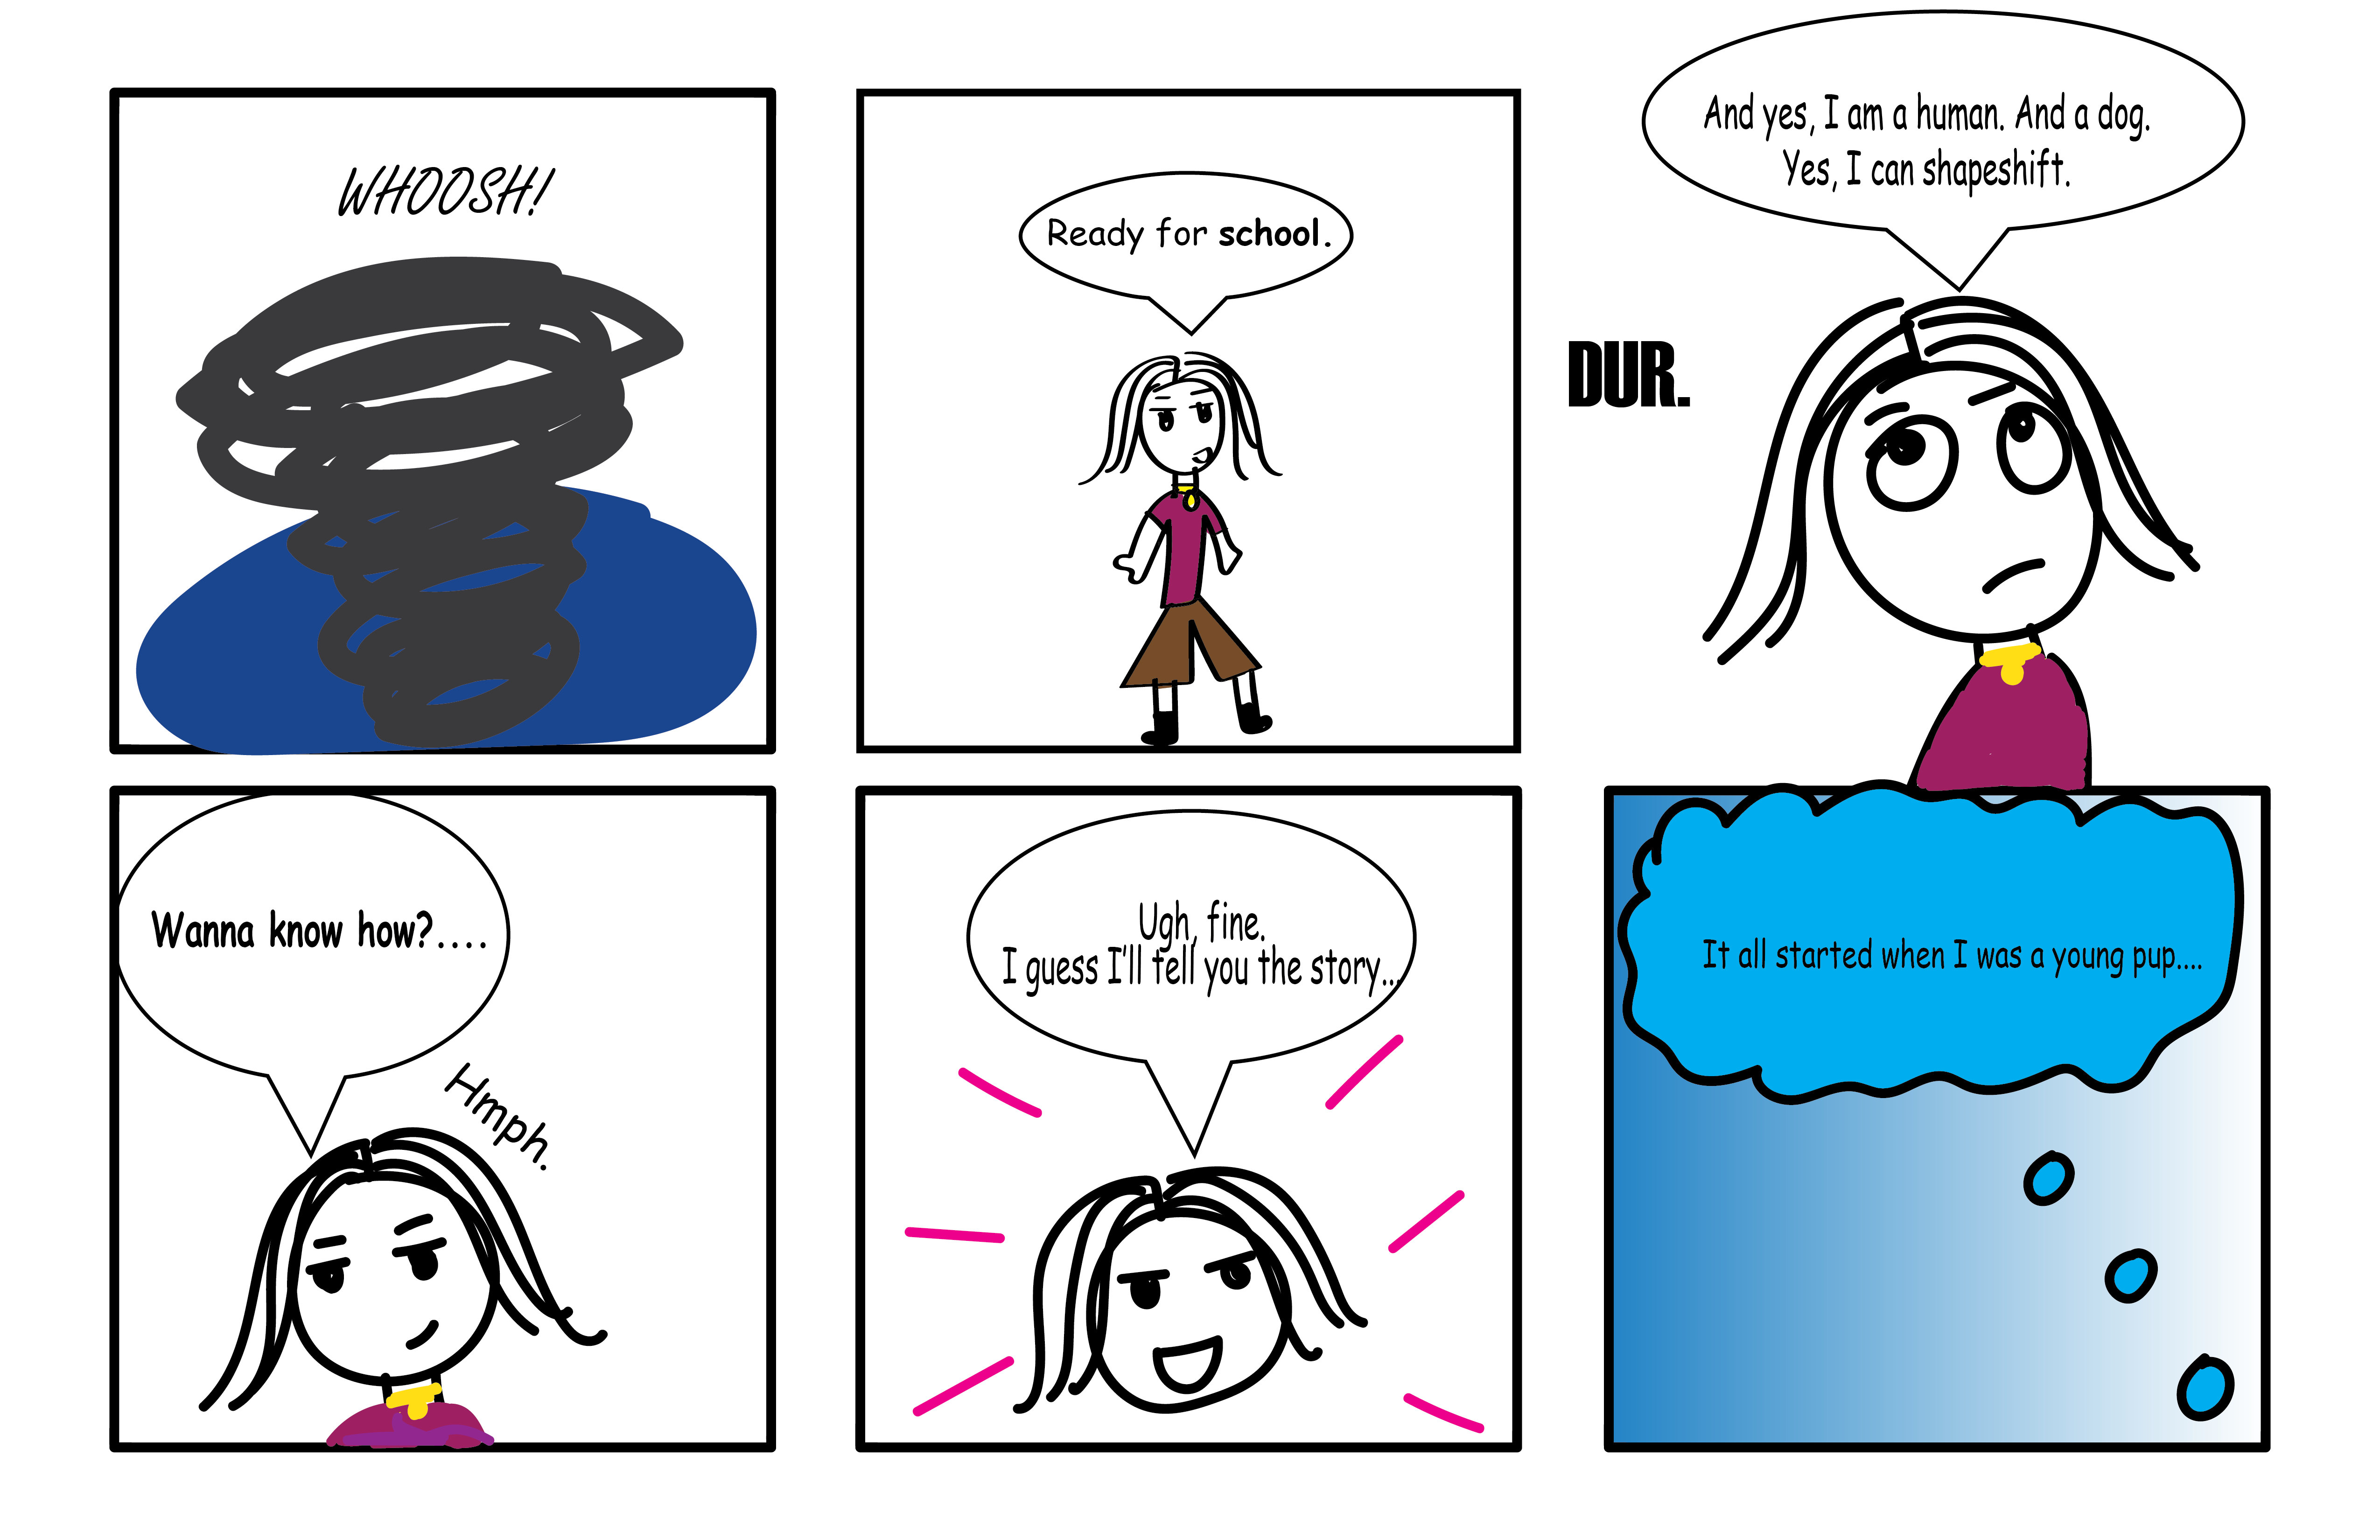 WHOOSH!
Ready for school.
And yes, I am a human. And a dog.
Yes, I can shapeshift.
DUR.
Wanna know how?....
Hmph.
Ugh, fine.
I guess I'll tell you the story...
It all started when I was a young pup....